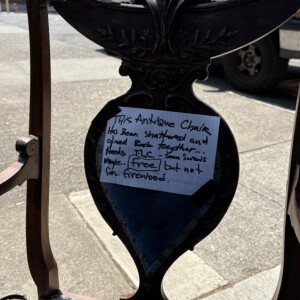 This Antique Chair
Has Been shattered and
glued Back together..
Needs TLC. - Some Screws
Maybe. Free but not
for firewood.